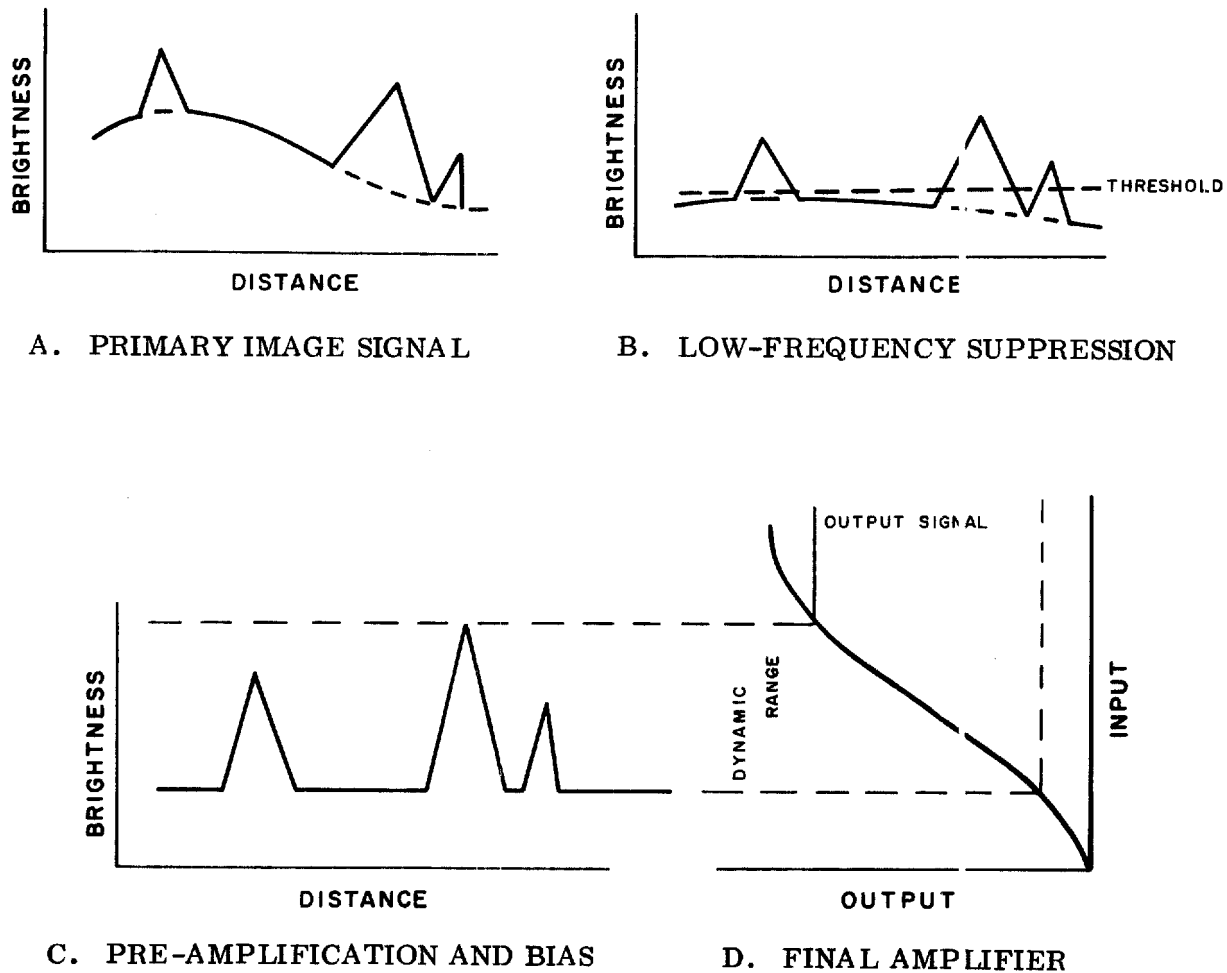 BRIGHTNESS
DISTANCE
A. PRIMARY IMAGE SIGNAL
BRIGHTNESS
THRESHOLD
DISTANCE
B. LOW-FREQUENCY SUPPRESSION
BRIGHTNESS
DISTANCE
C. PRE-AMPLIFICATION AND BIAS
OUTPUT SIGNAL
DYNAMIC
RANGE
INPUT
OUTPUT
D. FINAL AMPLIFIER